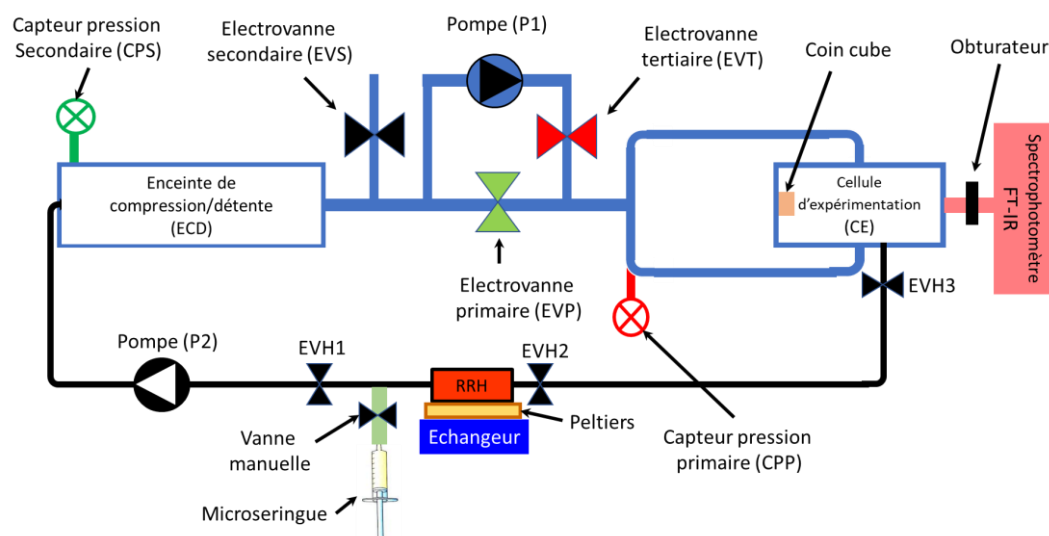 Capteur pression
Secondaire (CPS)
Electrovanne
secondaire (EVS)
Pompe (P1)
Electrovanne
tertiaire (EVT)
Coin cube
Obturateur
Enceinte de
compression/détente
(ECD)
Cellule
d'expérimentation
(CE)
Spectrophotomètre
FT-IR
Electrovanne
primaire (EVP)
EVH3
Pompe (P2)
EVH1
RRH
EVH2
Peltiers
Echangeur
Vanne
manuelle
Capteur pression
primaire (CPP)
Microseringue